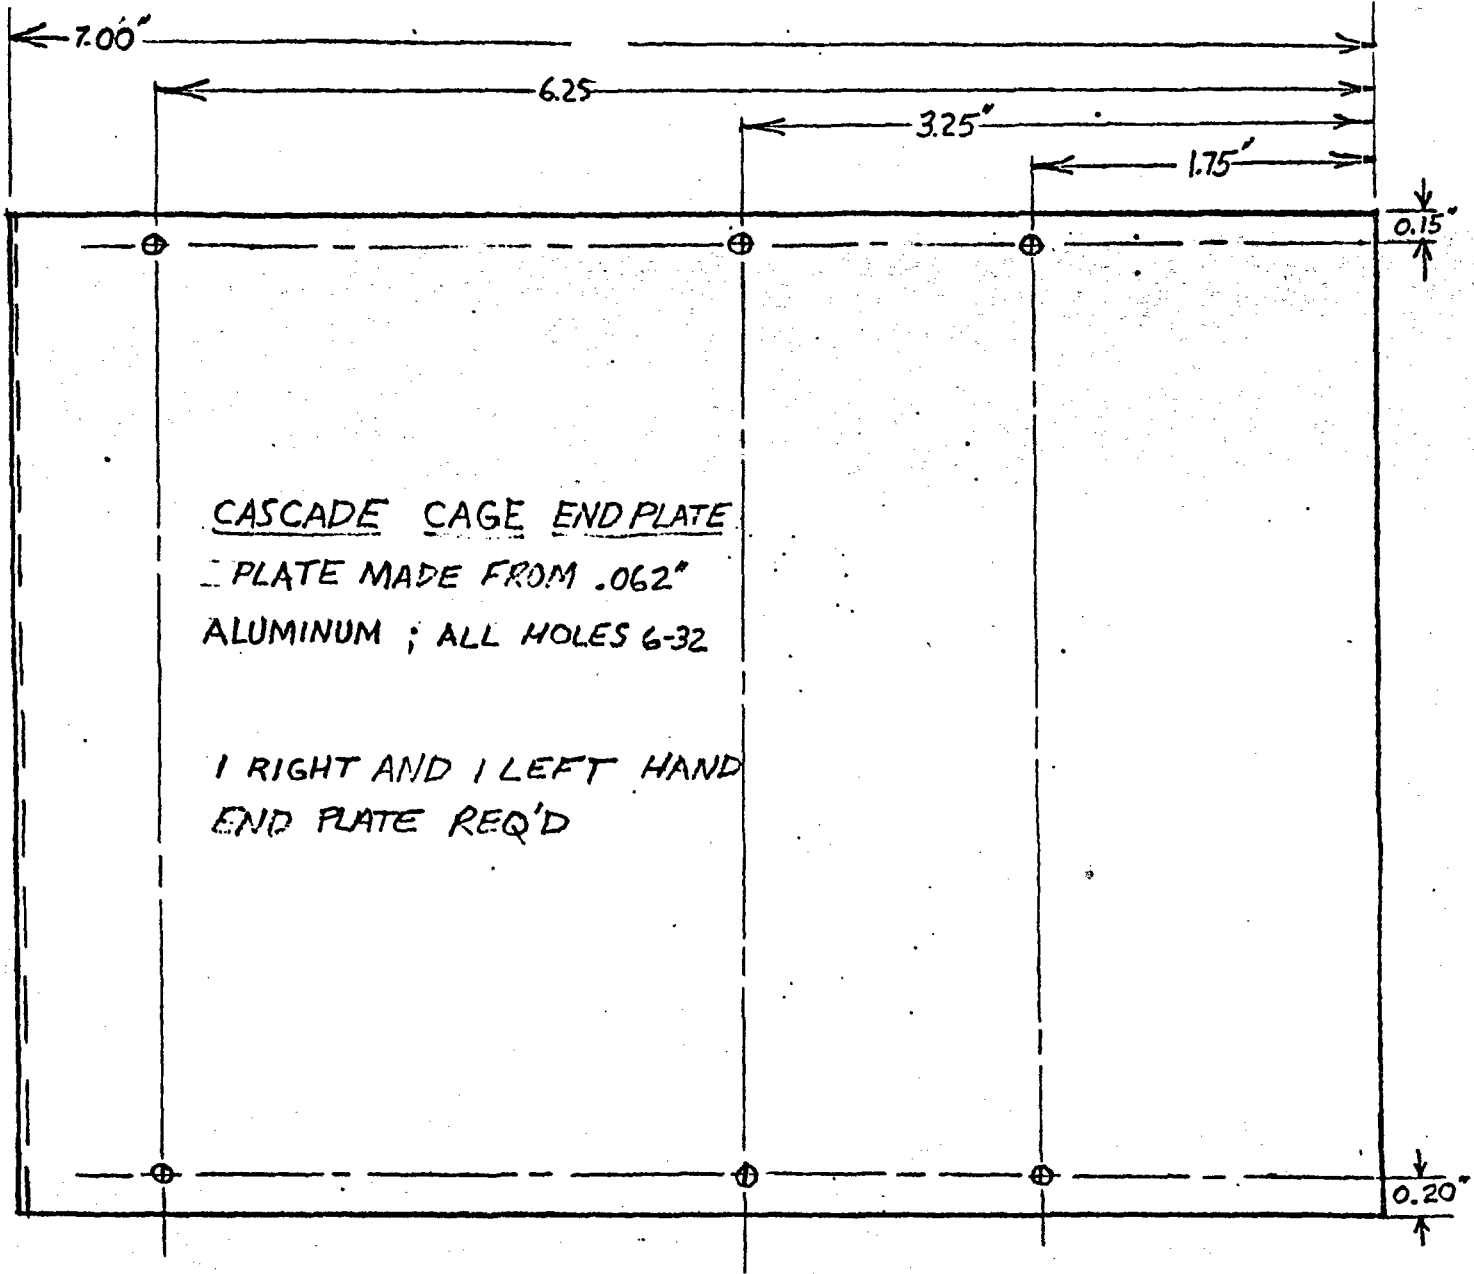 7.00"
6.25
3.25"
1.75"
0.15"
CASCADE CAGE END PLATE
PLATE MADE FROM .062"
ALUMINUM ; ALL HOLES 6-32
1 RIGHT AND 1 LEFT HAND
END PLATE REQ'D
0.20"